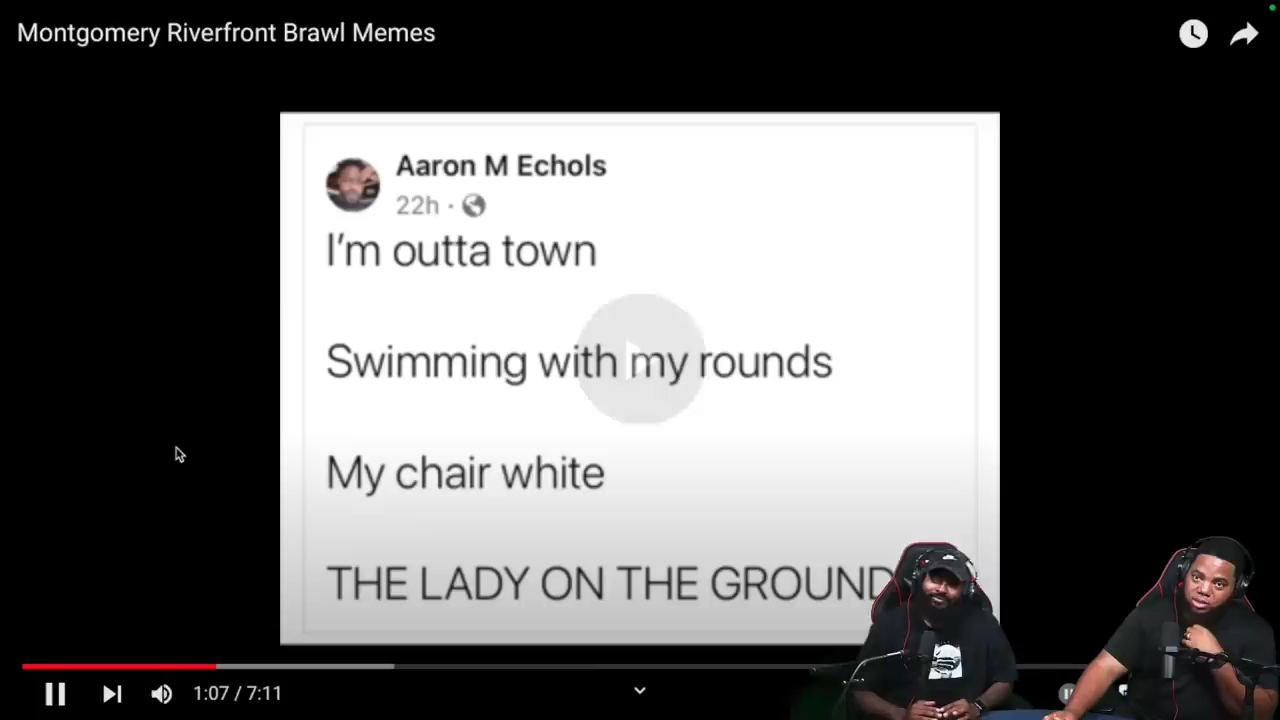 Montgomery Riverfront Brawl Memes
Aaron M Echols
22h ·
I'm outta town
Swimming with my rounds
My chair white
THE LADY ON THE GROUND
1:07 / 7:11